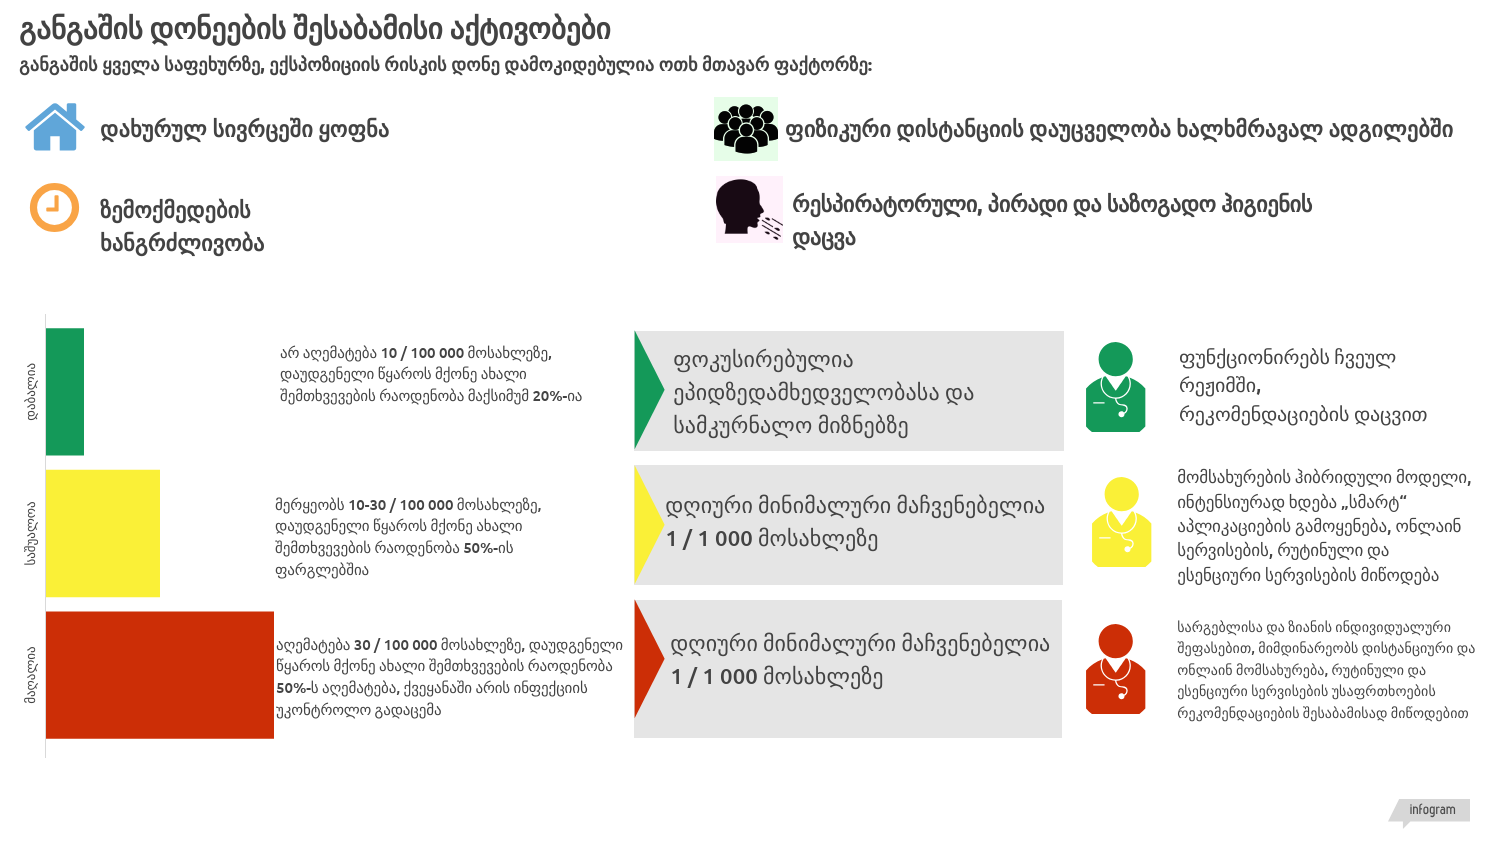 განგაშის დონეების შესაბამისი აქტივობები
განგაშის ყველა საფეხურზე, ექსპოზიციის რისკის დონე დამოკიდებულია ოთხ მთავარ ფაქტორზე:
დახურულ სივრცეში ყოფნა
ფიზიკური დისტანციის დაუცველობა ხალხმრავალ ადგილებში
ზემოქმედების
ხანგრძლივობა
რესპირატორული, პირადი და საზოგადო ჰიგიენის
დაცვა
დაბალია
არ აღემატება 10 / 100 000 მოსახლეზე,
დაუდგენელი წყაროს მქონე ახალი
შემთხვევების რაოდენობა მაქსიმუმ 20%-ია
ფოკუსირებულია
ეპიდზედამხედველობასა და
სამკურნალო მიზნებზე
ფუნქციონირებს ჩვეულ
რეჟიმში,
რეკომენდაციების დაცვით
საშუალოა
მერყეობს 10-30 / 100 000 მოსახლეზე,
დაუდგენელი წყაროს მქონე ახალი
შემთხვევების რაოდენობა 50%-ის
ფარგლებშია
დღიური მინიმალური მაჩვენებელია
1 / 1 000 მოსახლეზე
მომსახურების ჰიბრიდული მოდელი,
ინტენსიურად ხდება „სმარტ“
აპლიკაციების გამოყენება, ონლაინ
სერვისების, რუტინული და
ესენციური სერვისების მიწოდება
მაღალია
აღემატება 30 / 100 000 მოსახლეზე, დაუდგენელი
წყაროს მქონე ახალი შემთხვევების რაოდენობა
50%-ს აღემატება, ქვეყანაში არის ინფექციის
უკონტროლო გადაცემა
დღიური მინიმალური მაჩვენებელია
1 / 1 000 მოსახლეზე
სარგებლისა და ზიანის ინდივიდუალური
შეფასებით, მიმდინარეობს დისტანციური და
ონლაინ მომსახურება, რუტინული და
ესენციური სერვისების უსაფრთხოების
რეკომენდაციების შესაბამისად მიწოდებით
infogram